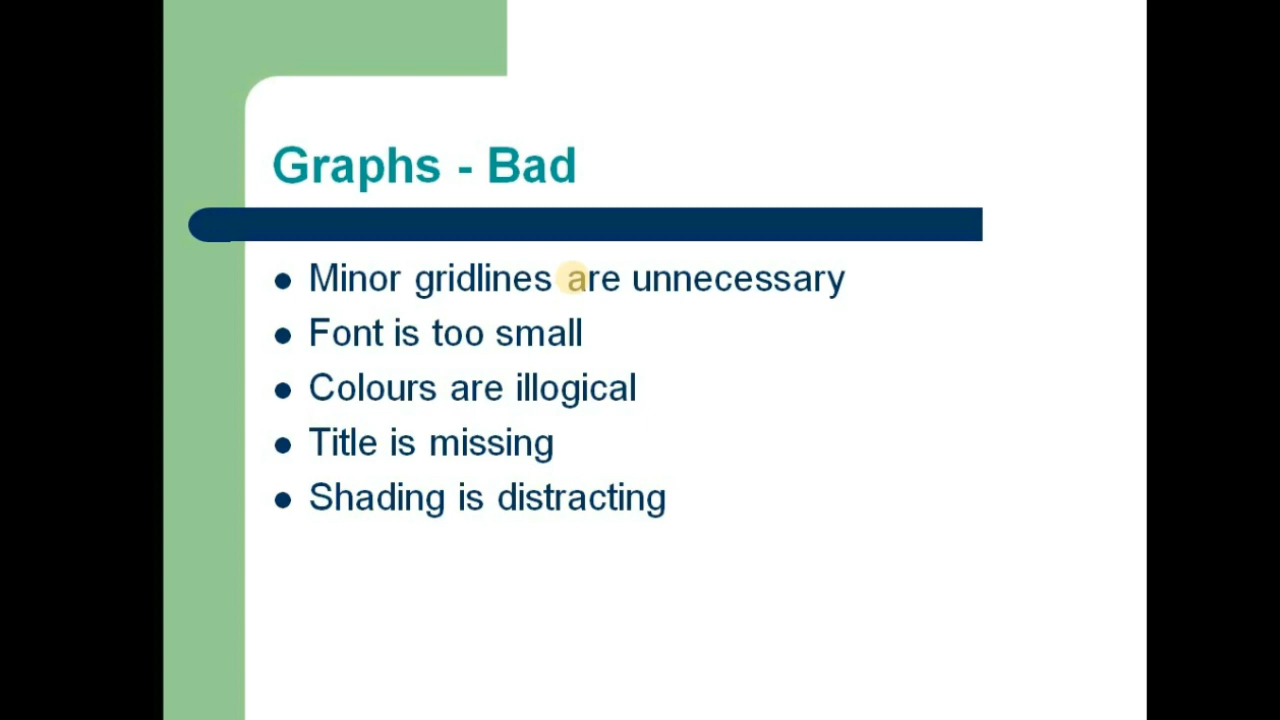 Graphs - Bad
Minor gridlines are unnecessary
Font is too small
Colours are illogical
Title is missing
Shading is distracting